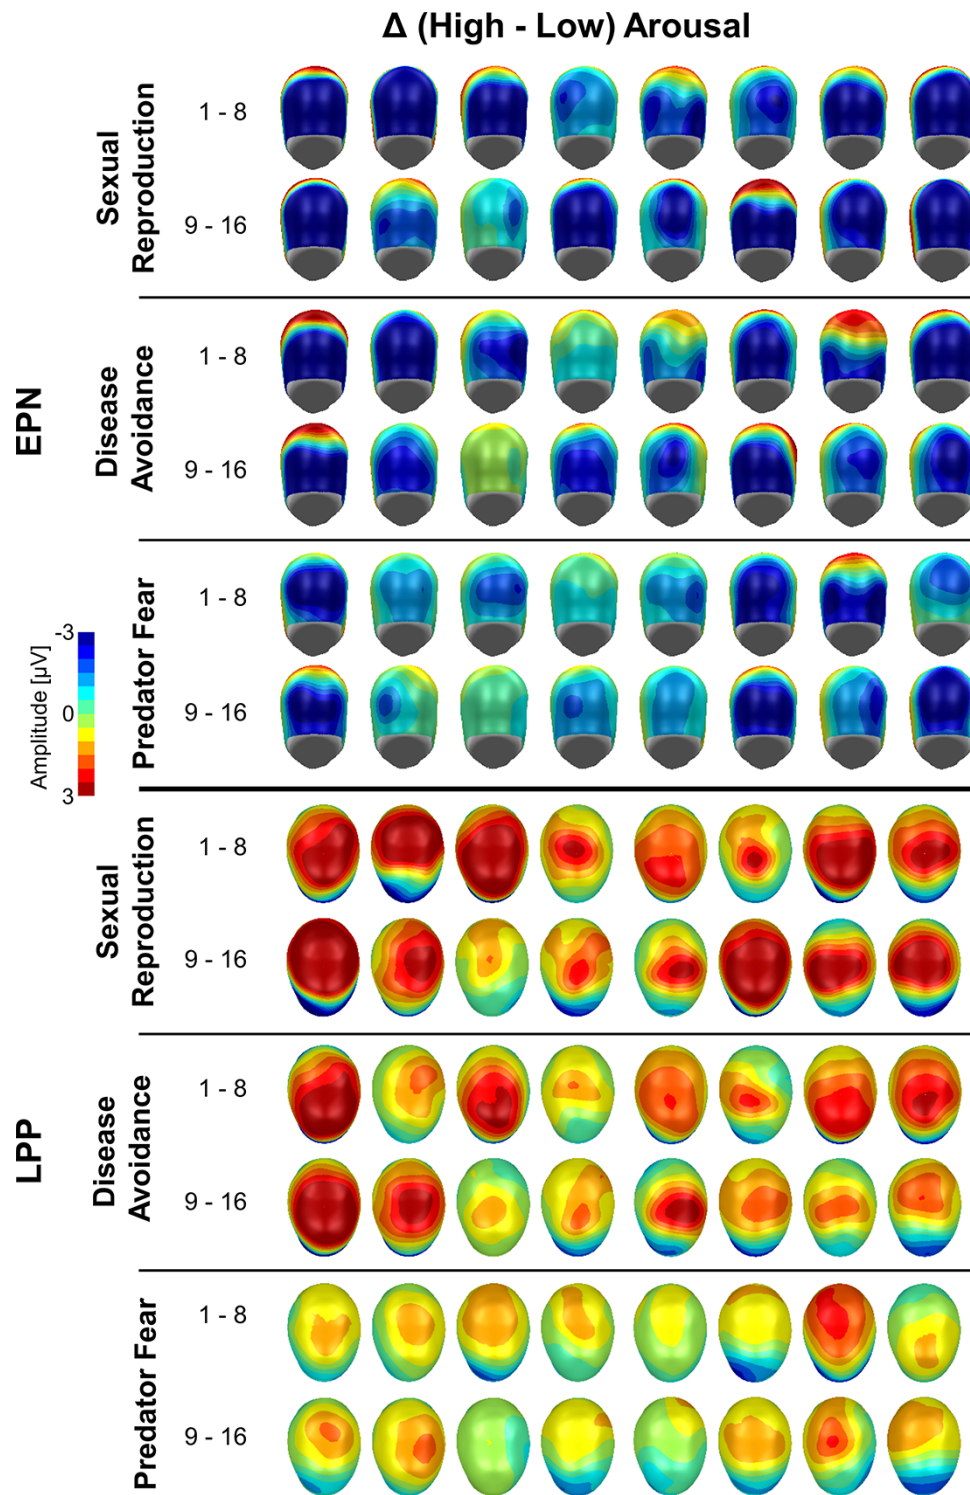 Δ (High - Low) Arousal
EPN
Sexual
Reproduction
1 - 8
9 - 16
Disease
Avoidance
1 - 8
9 - 16
Predator Fear
1 - 8
9 - 16
Amplitude [µV]
-3
0
3
LPP
Sexual
Reproduction
1 - 8
9 - 16
Disease
Avoidance
1 - 8
9 - 16
Predator Fear
1 - 8
9 - 16